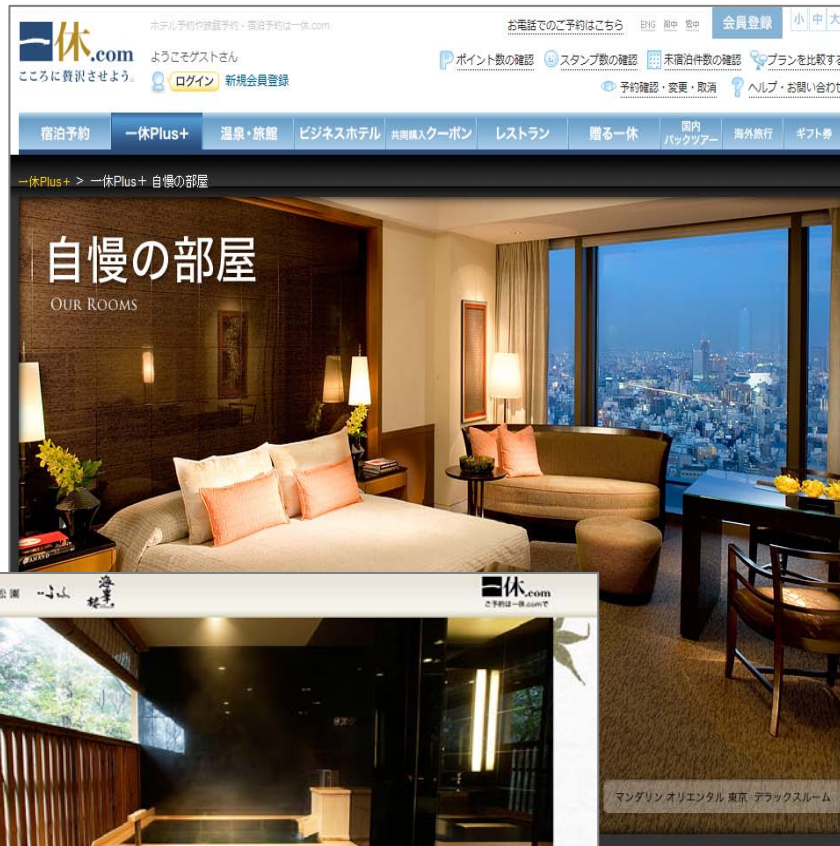 ホテル予約や旅館予約・宿泊予約は一休.com
お電話でのご予約はこちら ENG 简中 繁中 会員登録 小 中 大
一休.com
こころに贅沢させよう。
ようこそゲストさん
ログイン 新規会員登録
ポイント数の確認 スタンプ数の確認 未宿泊件数の確認 プランを比較する
予約確認・変更・取消 ヘルプ・お問い合わせ
宿泊予約 一休Plus+ 温泉・旅館 ビジネスホテル 共同購入クーポン レストラン 贈る一休 国内パックツアー 海外旅行 ギフト券
一休Plus+ > 一休Plus+ 自慢の部屋
自慢の部屋
OUR ROOMS
一休.com
ご予約は一休.comで
マンダリン オリエンタル 東京 デラックスルーム